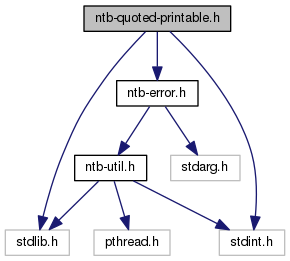 ntb-quoted-printable.h
ntb-error.h
ntb-util.h
stdarg.h
stdlib.h
pthread.h
stdint.h